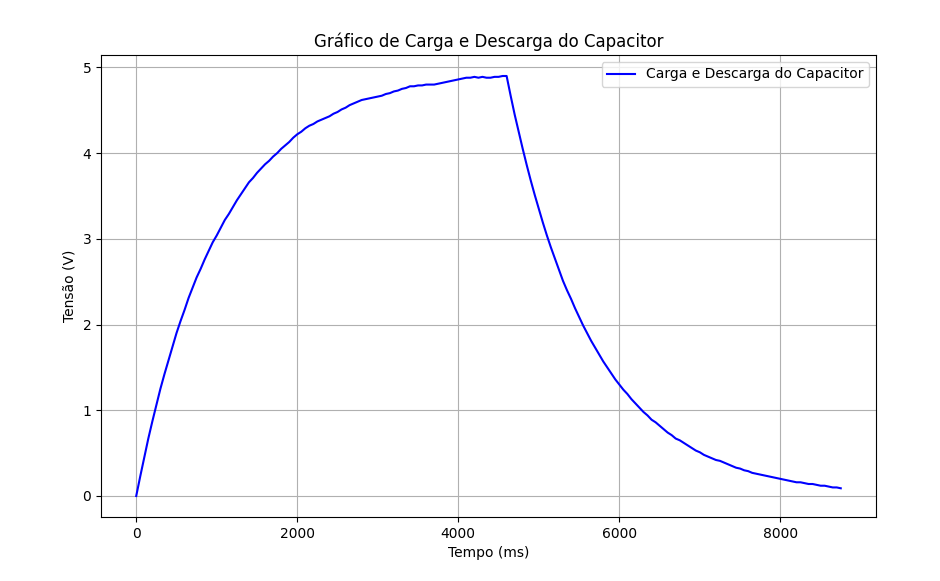 Gráfico de Carga e Descarga do Capacitor
Carga e Descarga do Capacitor
Tensão (V)
5
4
3
2
1
0
0 2000 4000 6000 8000
Tempo (ms)